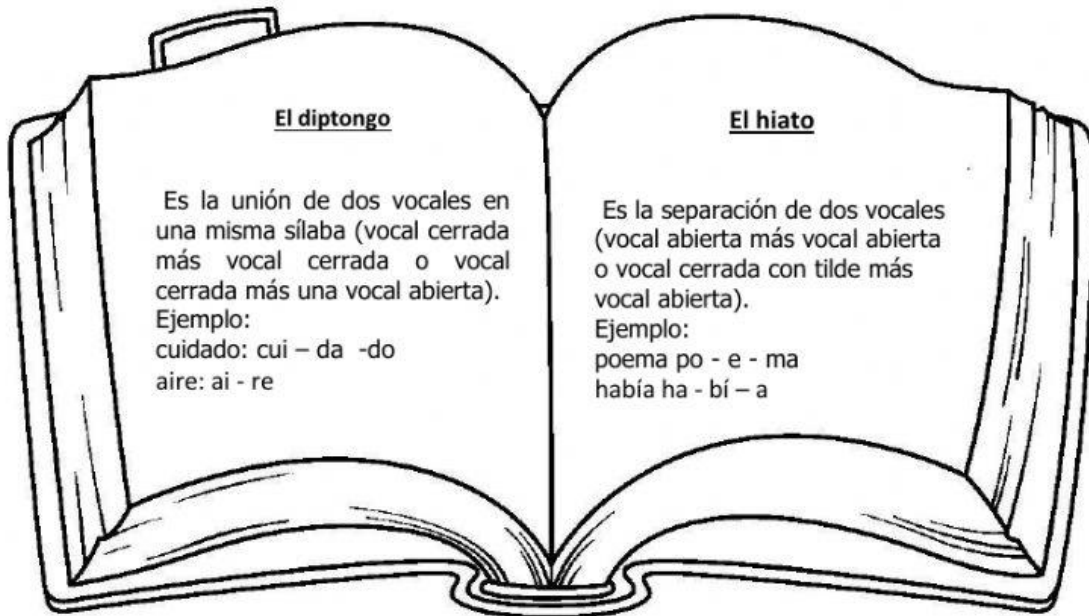 El diptongo
Es la unión de dos vocales en
una misma sílaba (vocal cerrada
más vocal cerrada o vocal
cerrada más una vocal abierta).
Ejemplo:
cuidado: cui – da -do
aire: ai - re
El hiato
Es la separación de dos vocales
(vocal abierta más vocal abierta
o vocal cerrada con tilde más
vocal abierta).
Ejemplo:
poema po - e - ma
había ha - bí – a